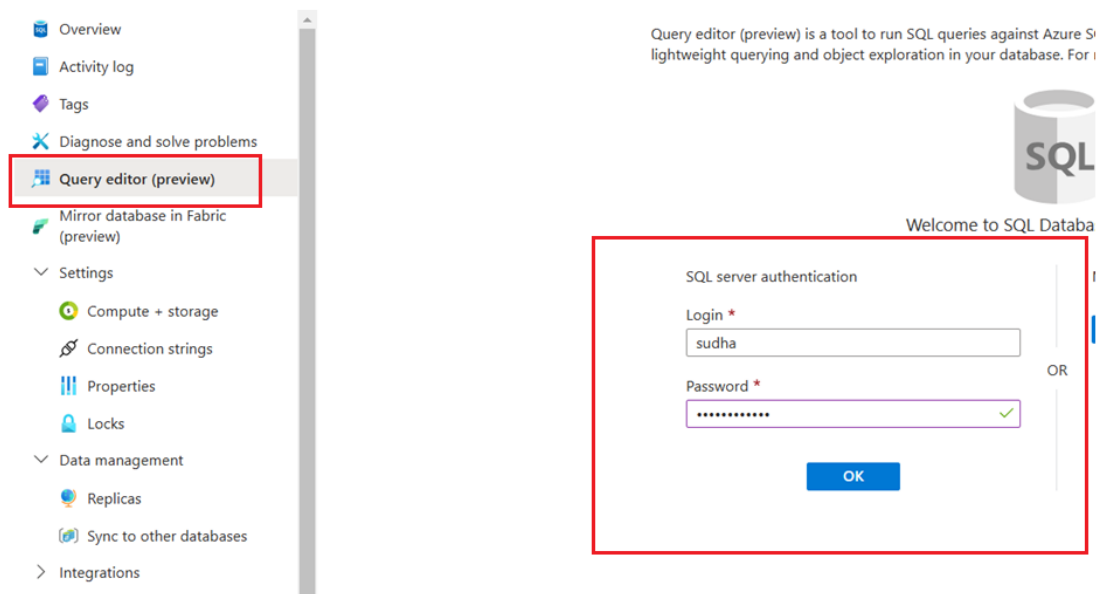 Overview
Activity log
Tags
Diagnose and solve problems
Query editor (preview)
Mirror database in Fabric
(preview)
Settings
Compute + storage
Connection strings
Properties
Locks
Data management
Replicas
Sync to other databases
Integrations
Query editor (preview) is a tool to run SQL queries against Azure
lightweight querying and object exploration in your database. For
SQL
Welcome to SQL
SQL server authentication
Login *
sudha
Password *
••••••••••••
OK
OR